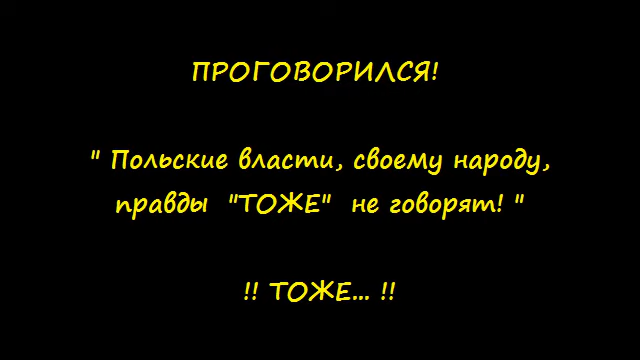 ПРОГОВОРИЛСЯ!
" Польские власти, своему народу,
правды "ТОЖЕ" не говорят! "
!! ТОЖЕ... !!